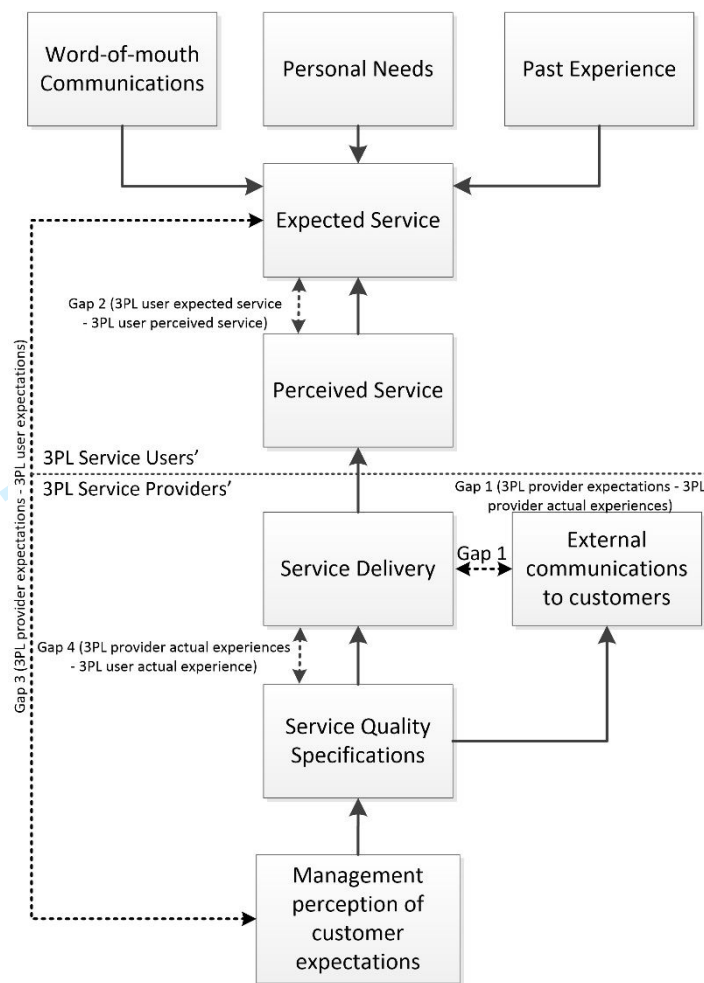 Word-of-mouth
Communications
Personal Needs
Past Experience
Expected Service
Gap 2 (3PL user expected service
- 3PL user perceived service)
Perceived Service
3PL Service Users’
3PL Service Providers’
Gap 3 (3PL provider expectations - 3PL user expectations)
Gap 1 (3PL provider expectations - 3PL
provider actual experiences)
Service Delivery
Gap 1
External
communications
to customers
Gap 4 (3PL provider actual experiences
- 3PL user actual experience)
Service Quality
Specifications
Management
perception of
customer
expectations